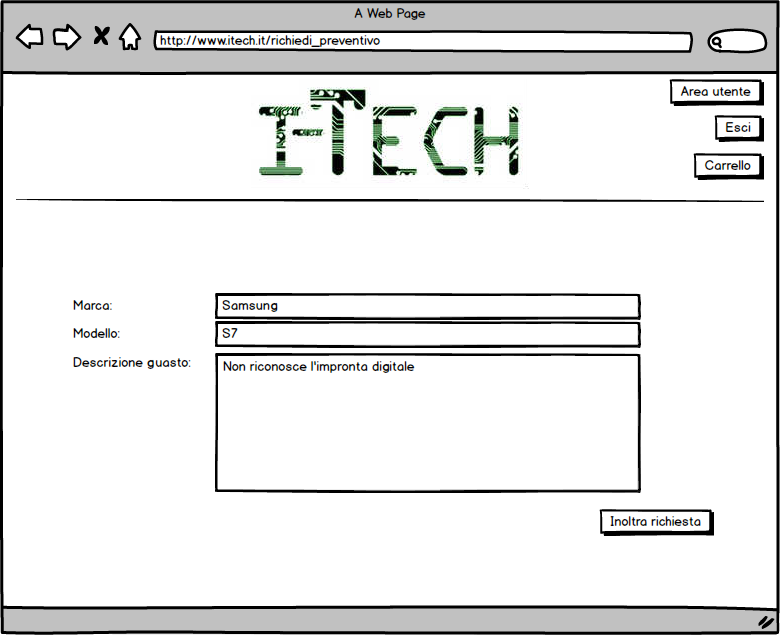 A Web Page
http://www.itech.it/richiedi_preventivo
I-TECH
Area utente
Esci
Carrello
Marca:
Samsung
Modello:
S7
Descrizione guasto:
Non riconosce l'impronta digitale
Inoltra richiesta